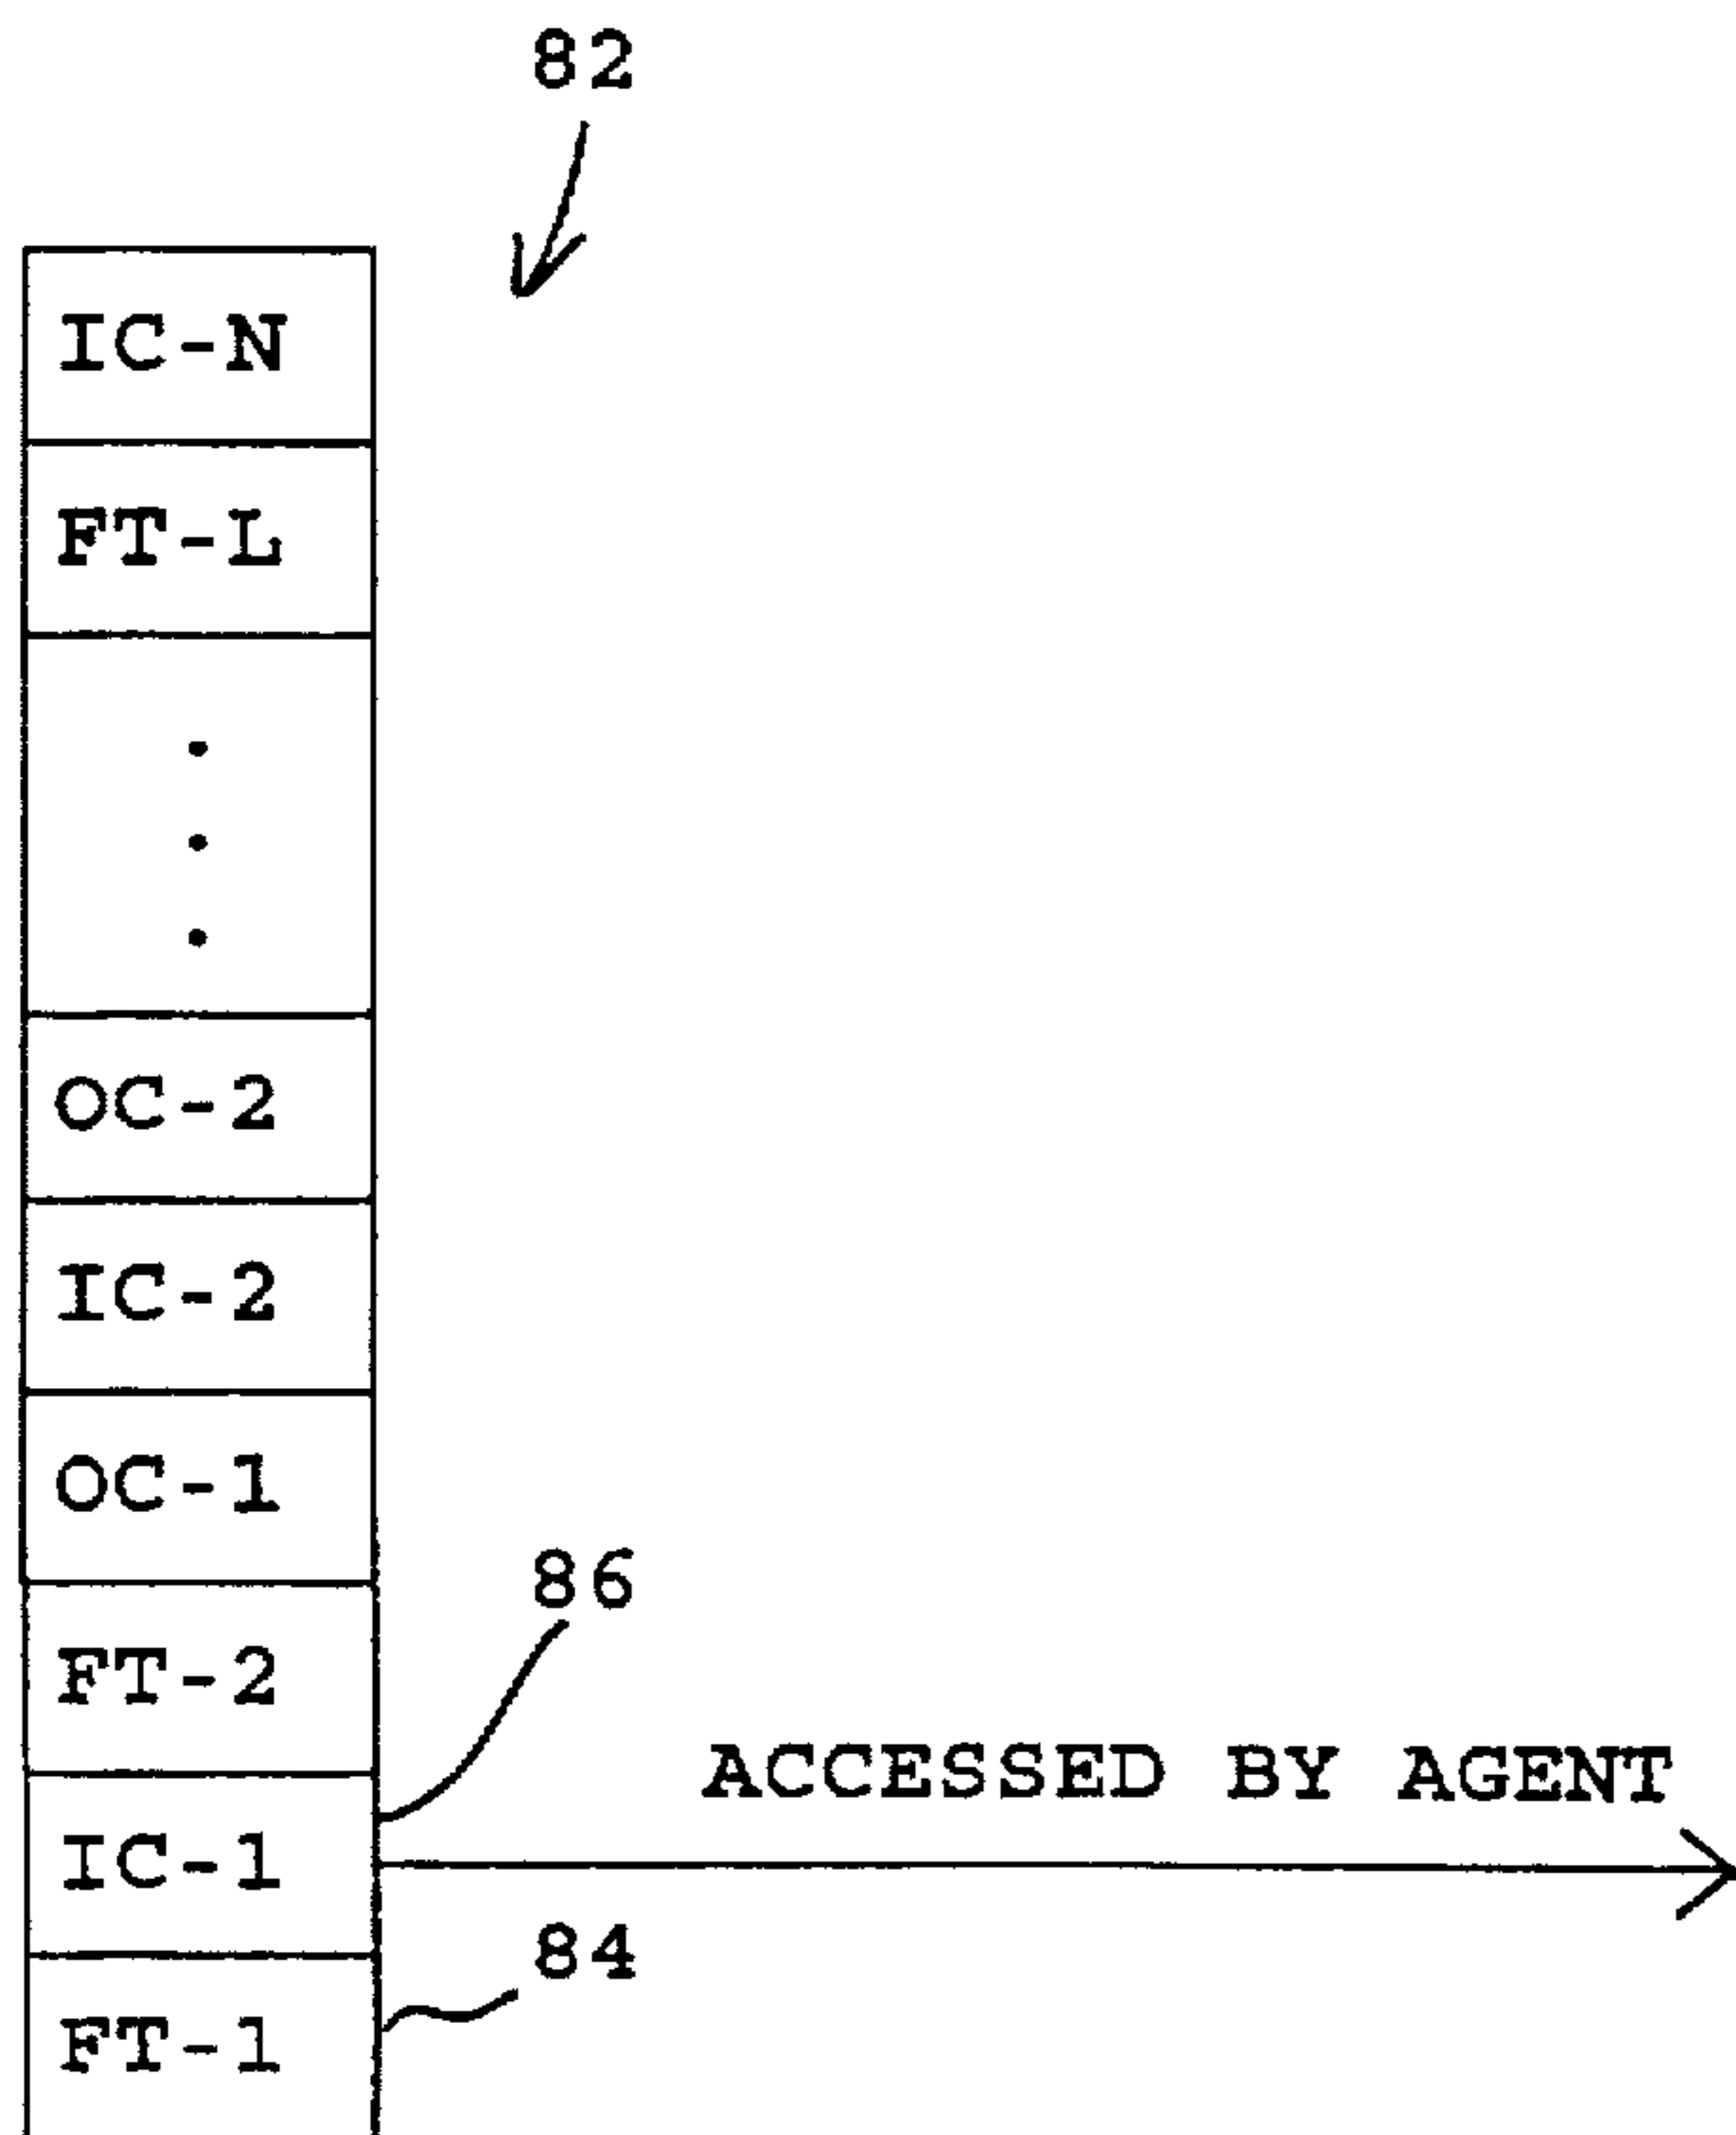 82
IC-N
FT-L
OC-2
IC-2
OC-1
86
FT-2
ACCESSED BY AGENT
IC-1
84
FT-1